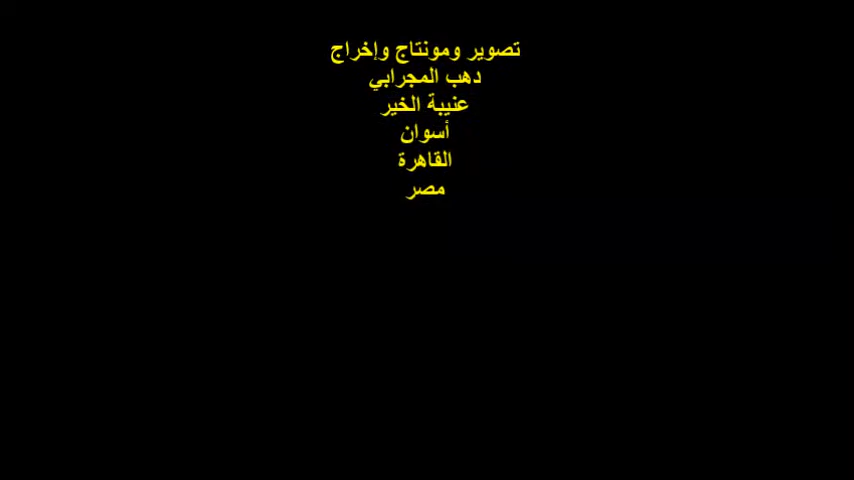 تصوير ومونتاج وإخراج
دهب المجرابي
عنيبة الخير
أسوان
القاهرة
مصر